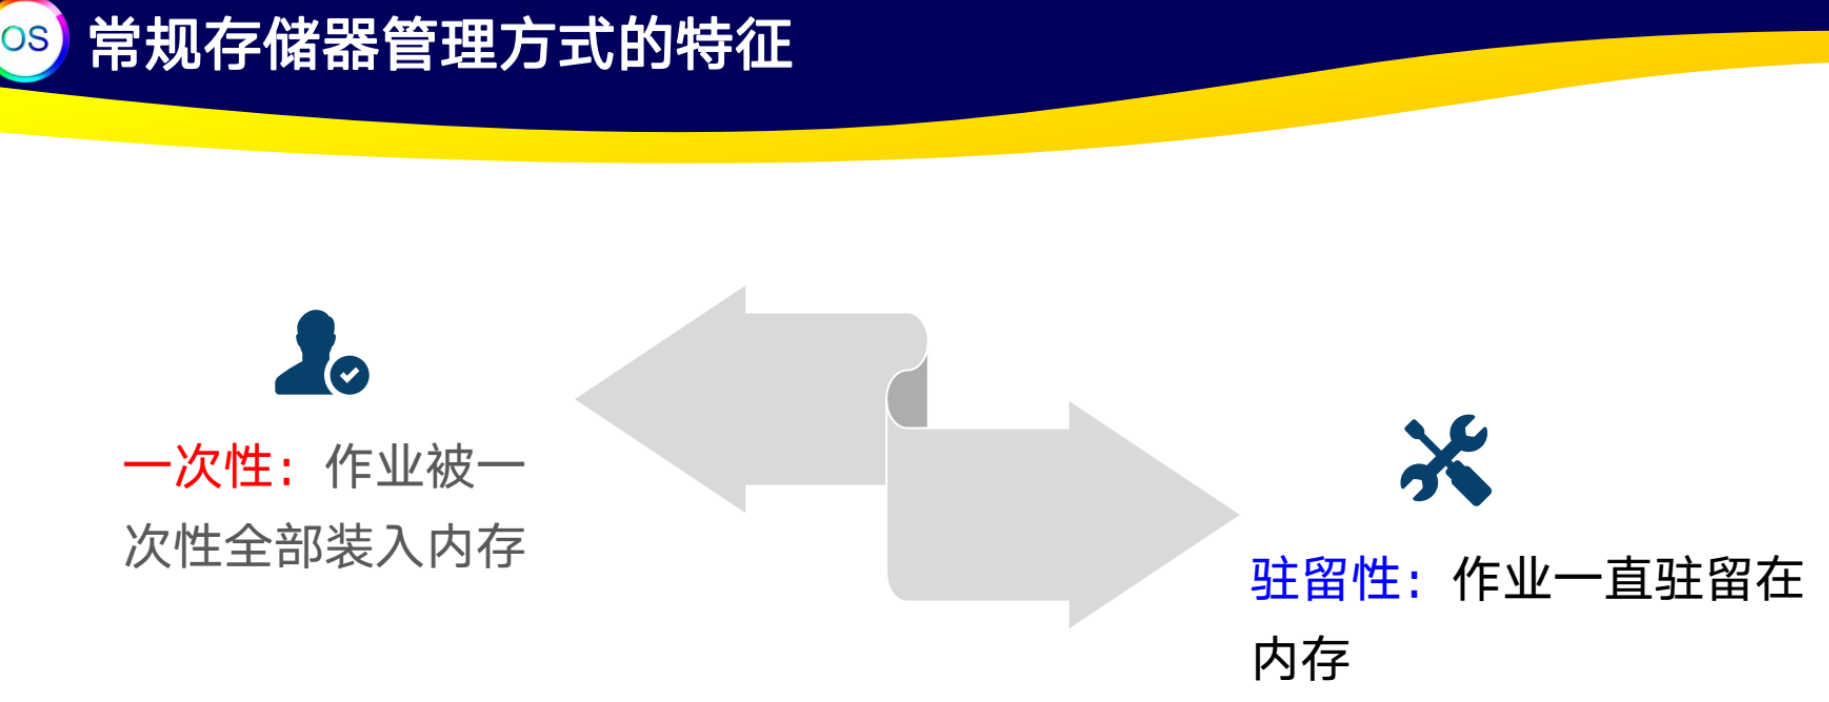 OS
常规存储器管理方式的特征
一次性：作业被一
次性全部装入内存
驻留性：作业一直驻留在
内存